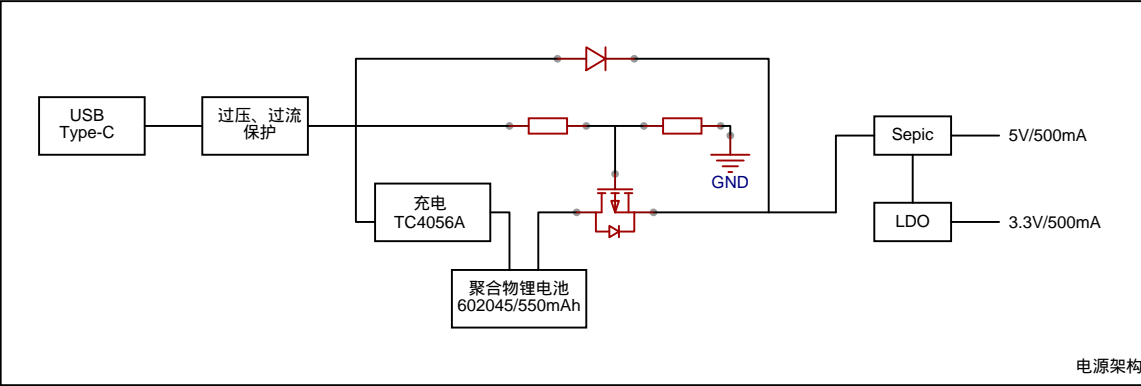 USB
Type-C
过压、过流
保护
GND
充电
TC4056A
聚合物锂电池
602045/550mAh
Sepic
5V/500mA
LDO
3.3V/500mA
电源架构